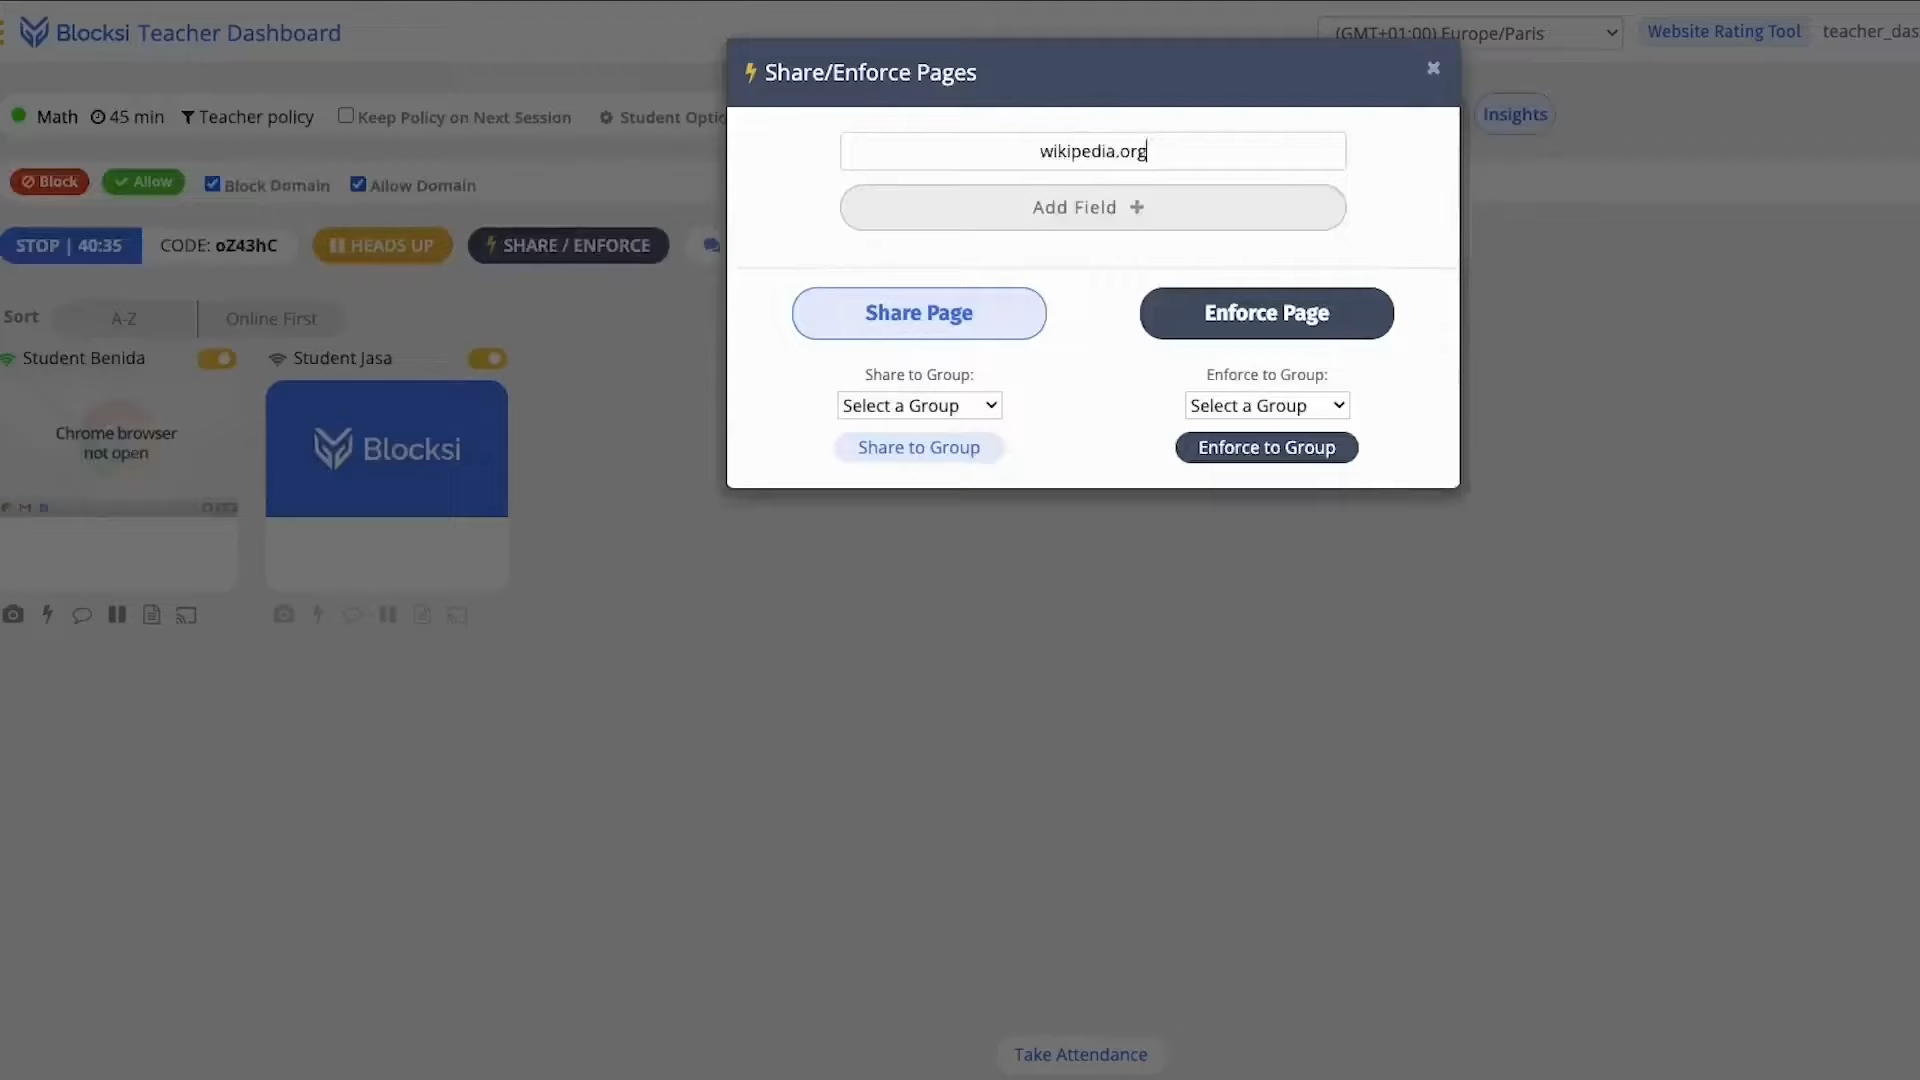 Blocksi Teacher Dashboard
(GMT+01:00) Europe/Paris
Website Rating Tool
teacher_das
Share/Enforce Pages
Math
45 min
Teacher policy
Keep Policy on Next Session
Student Optio
Insights
wikipedia.org
Block
Allow
Block Domain
Allow Domain
Add Field
STOP | 40:35
CODE: oZ43hC
HEADS UP
SHARE / ENFORCE
Share Page
Enforce Page
Sort
A-Z
Online First
Student Benida
Student Jasa
Share to Group:
Enforce to Group:
Select a Group
Select a Group
Share to Group
Enforce to Group
Chrome browser
not open
Blocksi
Take Attendance